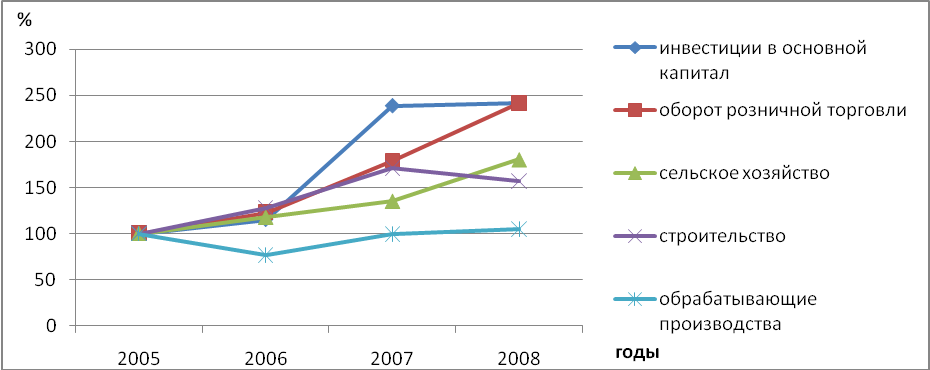 %
300
250
200
150
100
50
0
2005 2006 2007 2008
годы
инвестиции в основной
капитал
оборот розничной торговли
сельское хозяйство
строительство
обрабатывающие
производства